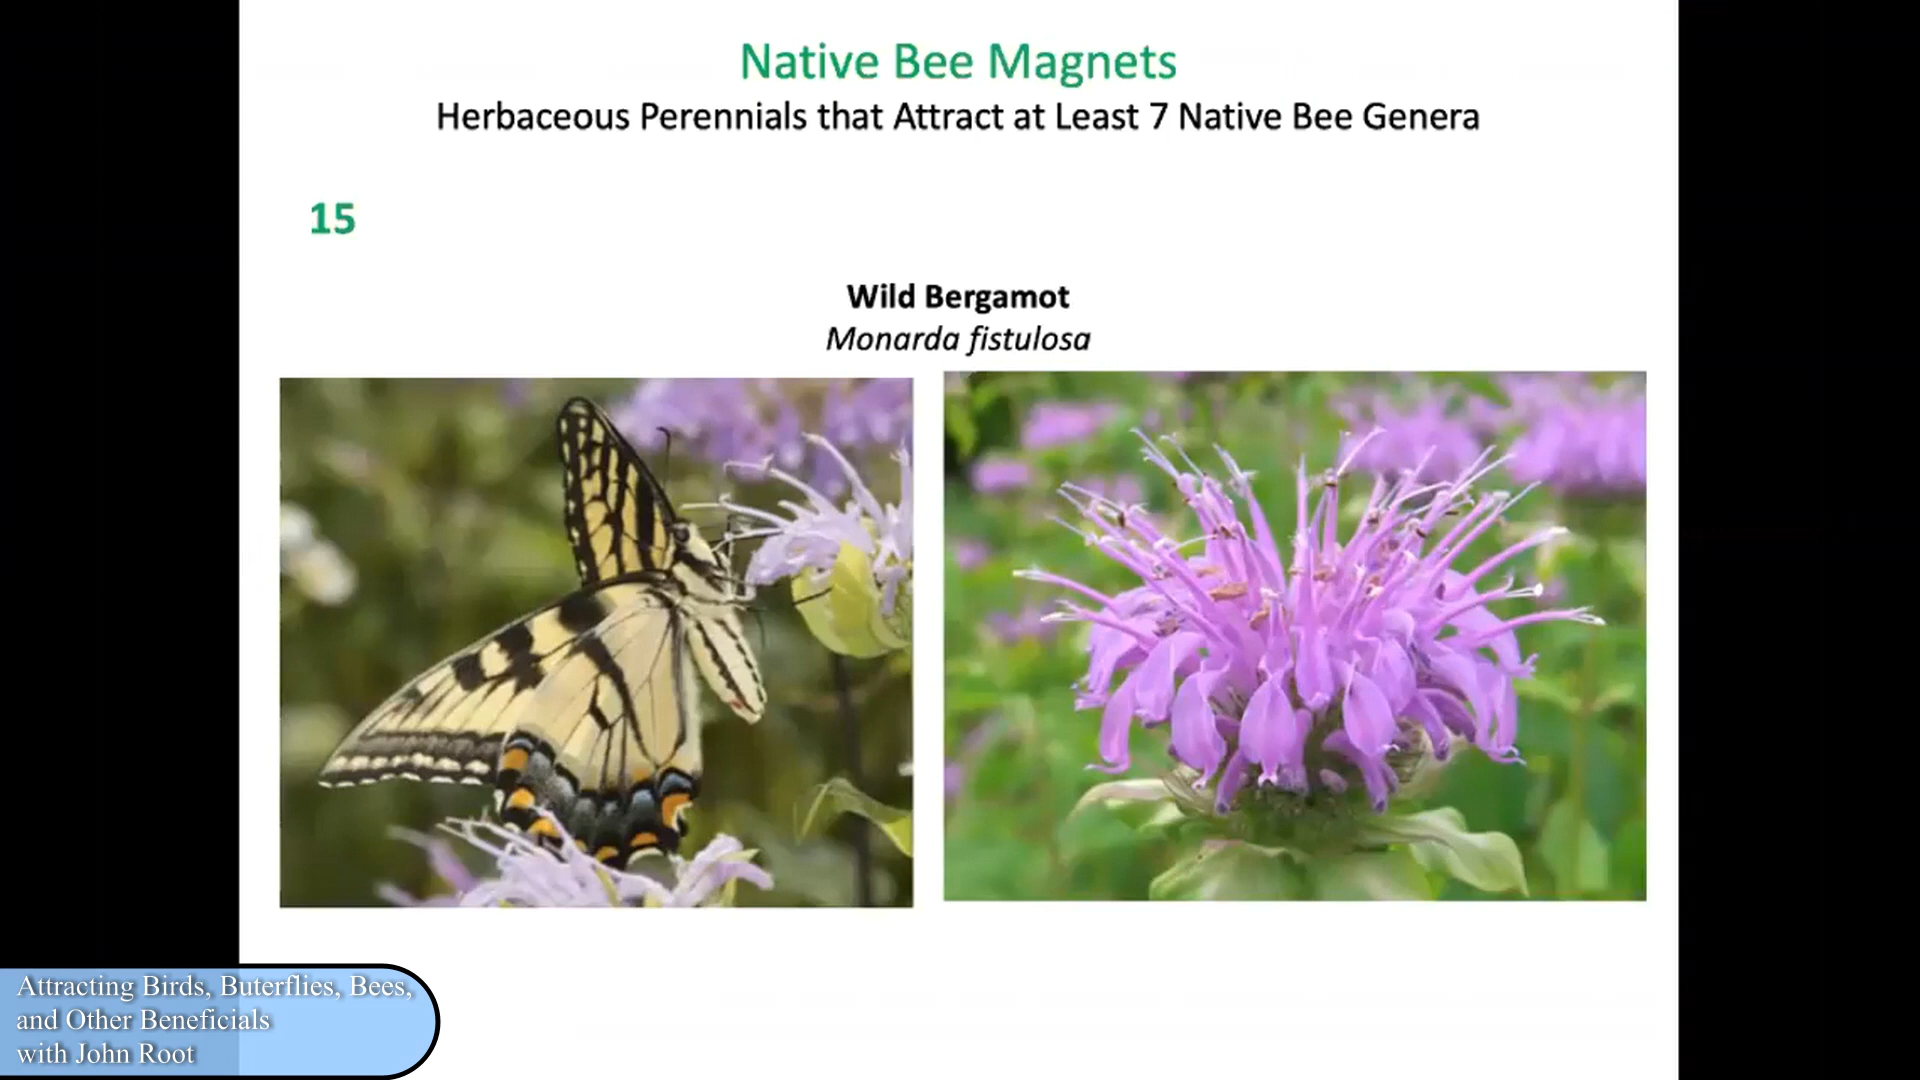 Native Bee Magnets
Herbaceous Perennials that Attract at Least 7 Native Bee Genera
15
Wild Bergamot
Monarda fistulosa
Attracting Birds, Buterflies, Bees,
and Other Beneficials
with John Root